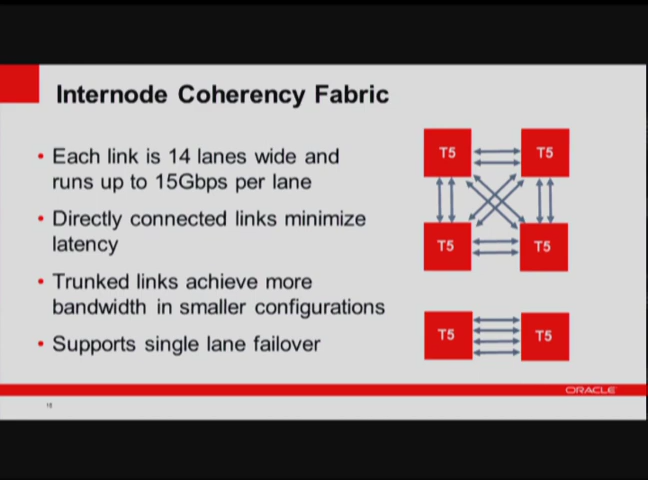 Internode Coherency Fabric
• Each link is 14 lanes wide and
runs up to 15Gbps per lane
• Directly connected links minimize
latency
• Trunked links achieve more
bandwidth in smaller configurations
• Supports single lane failover
T5 T5
T5 T5
T5 T5
ORACLE